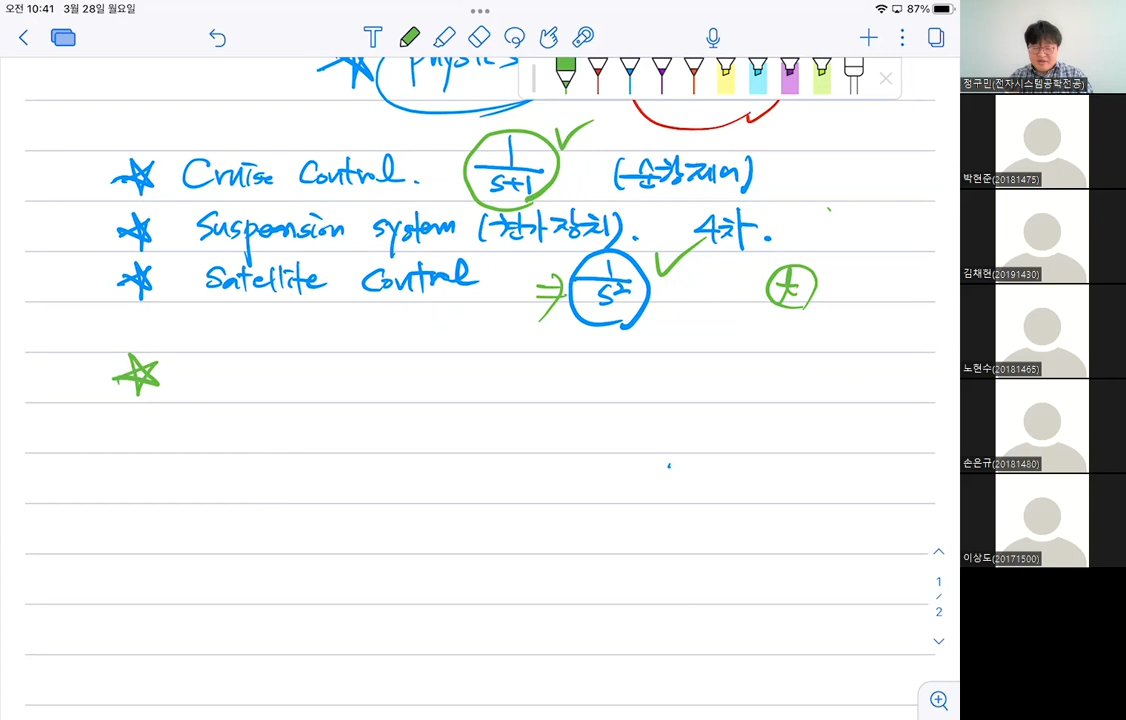 오전 10:41 3월 28일 월요일
87%
T
physics
Cruise Control. 1/(s+1) (순항제어)
Suspension system (현가장치). 4차.
Satellite Control ⇒ 1/s² t
1
/
2
정구민(전자시스템공학전공)
박현준(20181475)
김채현(20191430)
노현수(20181465)
손은규(20181480)
이상도(20171500)